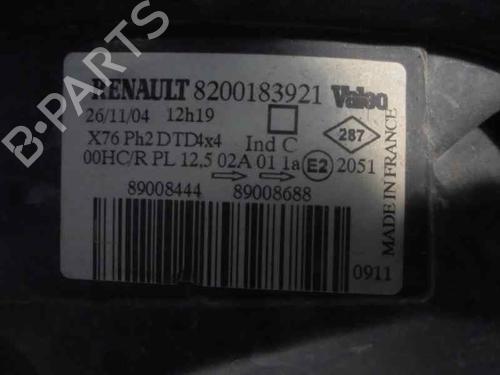 RENAULT 8200183921 Valeo
26/11/04 12h19
X76 Ph2 DTD4x4 Ind C
287
00HC/R PL 12,5 02A 01 1a E2 2051
89008444 89008688
0911
MADE IN FRANCE
B-PARTS